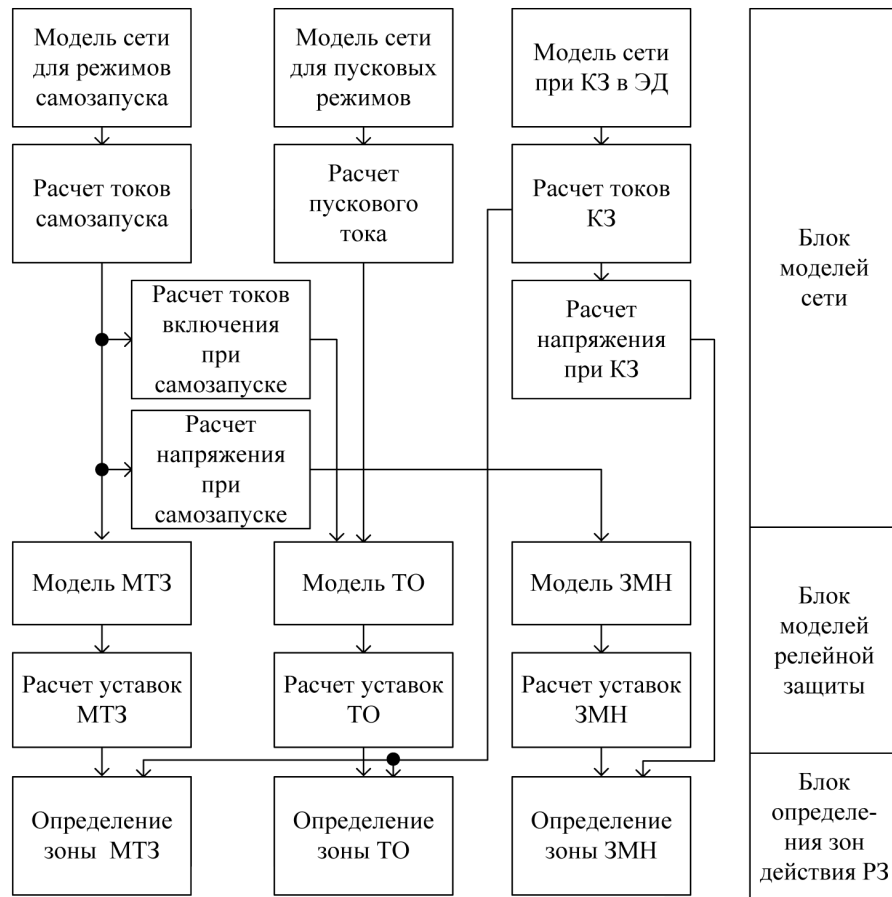 Модель сети
для режимов
самозапуска
Модель сети
для пусковых
режимов
Модель сети
при КЗ в ЭД
Расчет токов
самозапуска
Расчет
пускового
тока
Расчет токов
КЗ
Блок
моделей
сети
Расчет токов
включения
при
самозапуске
Расчет
напряжения
при КЗ
Расчет
напряжения
при
самозапуске
Модель МТЗ
Модель ТО
Модель ЗМН
Блок
моделей
релейной
защиты
Расчет уставок
МТЗ
Расчет уставок
ТО
Расчет уставок
ЗМН
Определение
зоны МТЗ
Определение
зоны ТО
Определение
зоны ЗМН
Блок
определе-
ния зон
действия РЗ